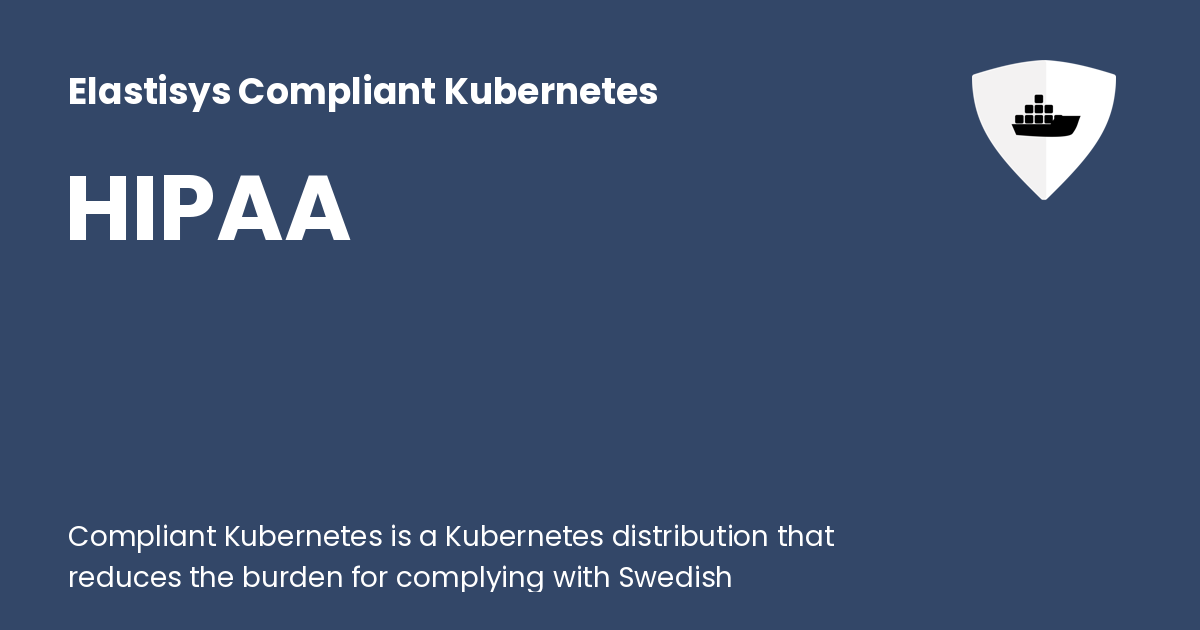 Elastisys Compliant Kubernetes
HIPAA
Compliant Kubernetes is a Kubernetes distribution that
reduces the burden for complying with Swedish